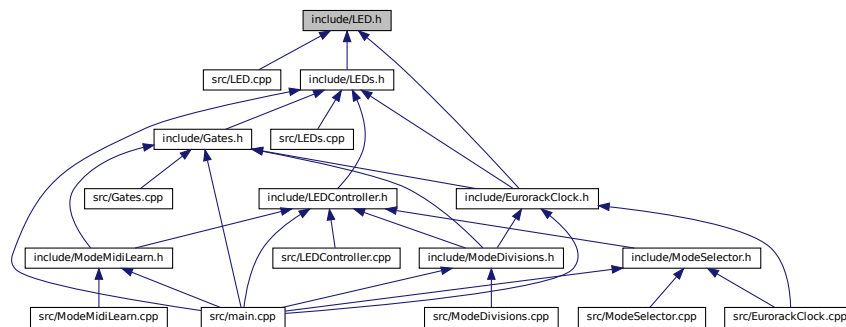 include/LED.h
src/LED.cpp
include/LEDs.h
include/Gates.h
src/LEDs.cpp
src/Gates.cpp
include/LEDController.h
include/EurorackClock.h
include/ModeMidiLearn.h
src/LEDController.cpp
include/ModeDivisions.h
include/ModeSelector.h
src/ModeMidiLearn.cpp
src/main.cpp
src/ModeDivisions.cpp
src/ModeSelector.cpp
src/EurorackClock.cpp